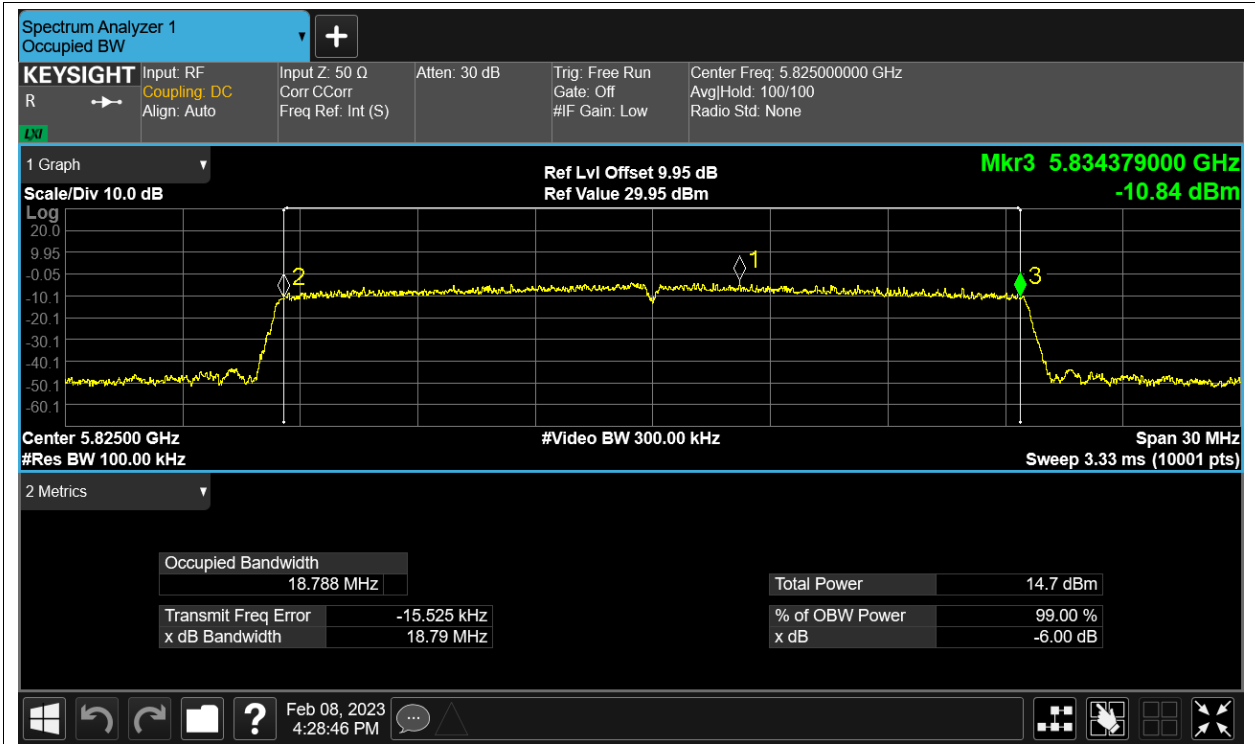 Spectrum Analyzer 1
Occupied BW
KEYSIGHT
R
LXI
Input: RF
Coupling: DC
Align: Auto
Input Z: 50 Ω
Corr CCorr
Freq Ref: Int (S)
Atten: 30 dB
Trig: Free Run
Gate: Off
#IF Gain: Low
Center Freq: 5.825000000 GHz
Avg|Hold: 100/100
Radio Std: None
1 Graph
Scale/Div 10.0 dB
Ref Lvl Offset 9.95 dB
Ref Value 29.95 dBm
Mkr3 5.834379000 GHz
-10.84 dBm
Log
20.0
9.95
-0.05
-10.1
-20.1
-30.1
-40.1
-50.1
-60.1
2
1
3
Center 5.82500 GHz
#Res BW 100.00 kHz
#Video BW 300.00 kHz
Span 30 MHz
Sweep 3.33 ms (10001 pts)
2 Metrics
Occupied Bandwidth
18.788 MHz
Transmit Freq Error -15.525 kHz
x dB Bandwidth 18.79 MHz
Total Power 14.7 dBm
% of OBW Power 99.00 %
x dB -6.00 dB
?
Feb 08, 2023
4:28:46 PM